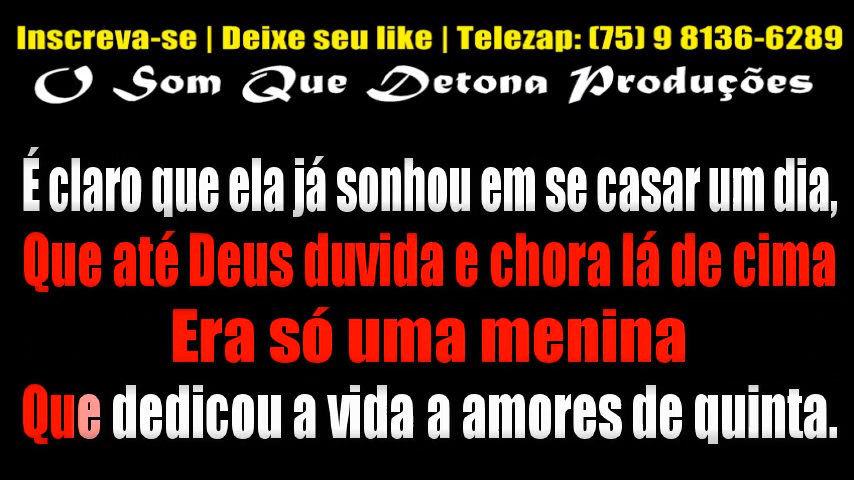 Inscreva-se | Deixe seu like | Telezap: (75) 9 8136-6289
O Som Que Detona Produções
É claro que ela já sonhou em se casar um dia,
Que até Deus duvida e chora lá de cima
Era só uma menina
Que dedicou a vida a amores de quinta.